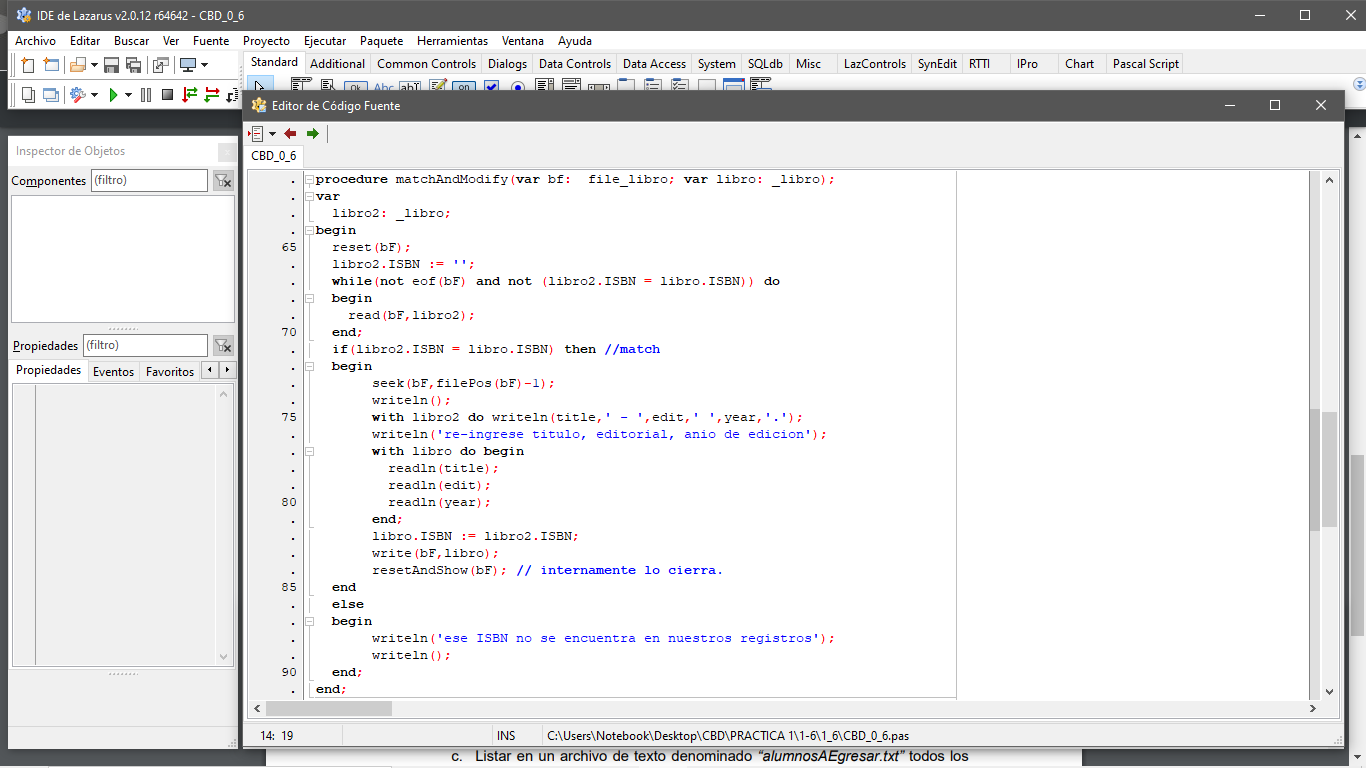 IDE de Lazarus v2.0.12 r64642 - CBD_0_6
Archivo Editar Buscar Ver Fuente Proyecto Ejecutar Paquete Herramientas Ventana Ayuda
Standard Additional Common Controls Dialogs Data Controls Data Access System SQLdb Misc LazControls SynEdit RTTI IPro Chart Pascal Script
Editor de Código Fuente
CBD_0_6
Inspector de Objetos
Componentes (filtro)
Propiedades (filtro)
Propiedades Eventos Favoritos
. procedure matchAndModify(var bf:  file_libro; var libro: _libro);
. var
.   libro2: _libro;
. begin
65   reset(bF);
.   libro2.ISBN := '';
.   while(not eof(bF) and not (libro2.ISBN = libro.ISBN)) do
.   begin
.     read(bF,libro2);
70   end;
.   if(libro2.ISBN = libro.ISBN) then //match
.   begin
.        seek(bF,filePos(bF)-1);
.        writeln();
75        with libro2 do writeln(title,' - ',edit,' ',year,'.');
.        writeln('re-ingrese titulo, editorial, anio de edicion');
.        with libro do begin
.          readln(title);
.          readln(edit);
80          readln(year);
.        end;
.        libro.ISBN := libro2.ISBN;
.        write(bF,libro);
.        resetAndShow(bF); // internamente lo cierra.
85   end
.   else
.   begin
.        writeln('ese ISBN no se encuentra en nuestros registros');
.        writeln();
90   end;
. end;
14: 19 INS C:\Users\Notebook\Desktop\CBD\PRACTICA 1\1-6\1_6\CBD_0_6.pas
c. Listar en un archivo de texto denominado “alumnosAEgresar.txt” todos los